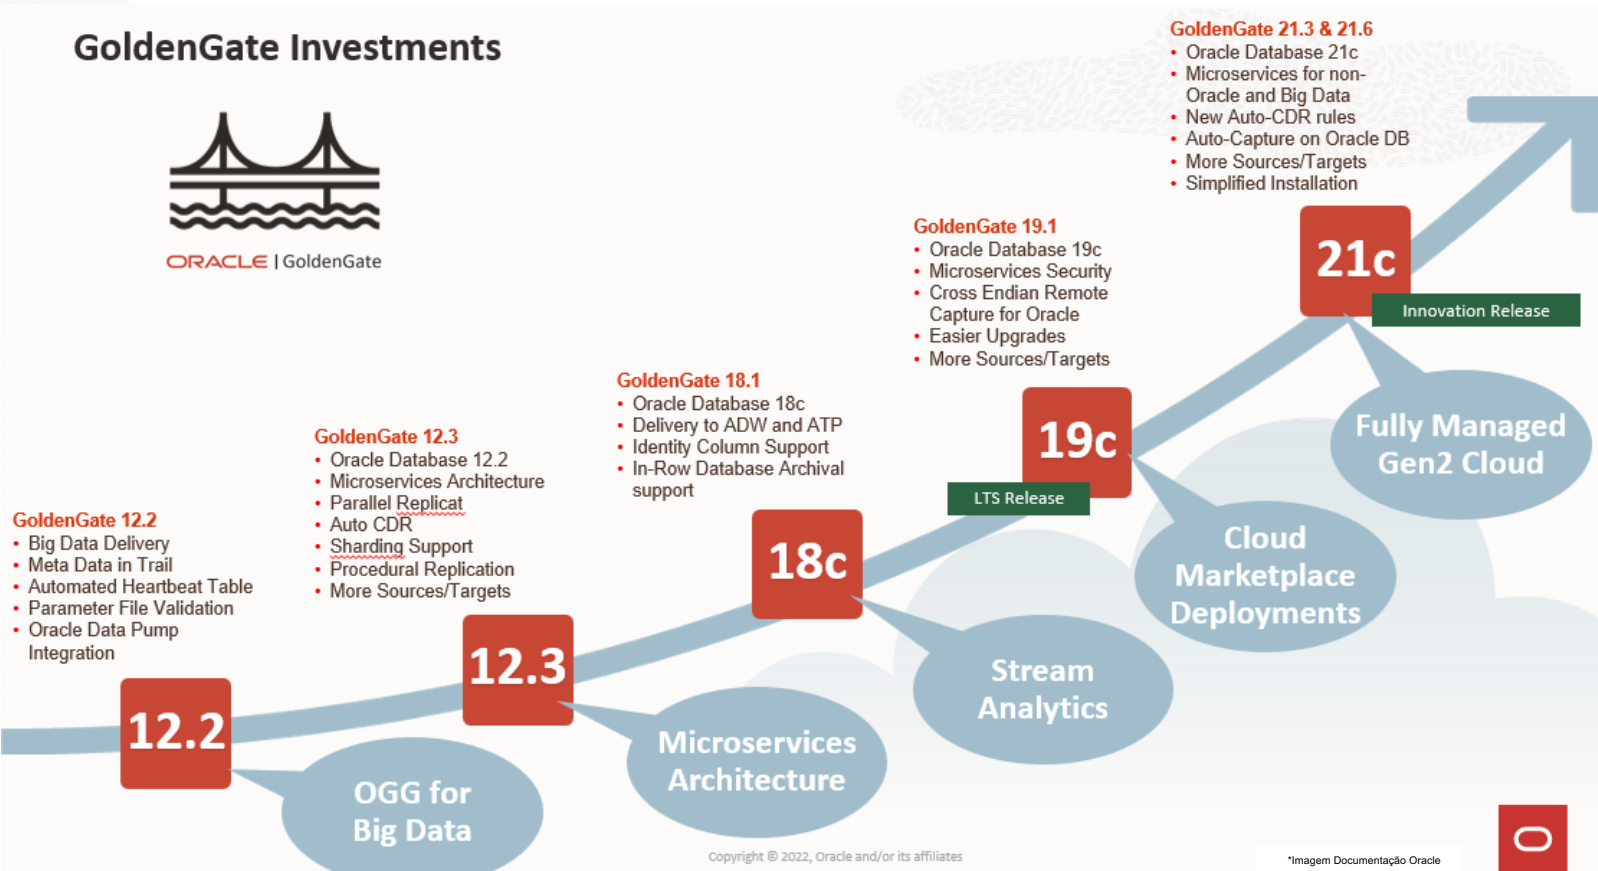 GoldenGate Investments
ORACLE | GoldenGate
GoldenGate 12.2
• Big Data Delivery
• Meta Data in Trail
• Automated Heartbeat Table
• Parameter File Validation
• Oracle Data Pump
Integration
12.2
OGG for
Big Data
GoldenGate 12.3
• Oracle Database 12.2
• Microservices Architecture
• Parallel Replicat
• Auto CDR
• Sharding Support
• Procedural Replication
• More Sources/Targets
12.3
Microservices
Architecture
GoldenGate 18.1
• Oracle Database 18c
• Delivery to ADW and ATP
• Identity Column Support
• In-Row Database Archival
support
18c
Stream
Analytics
GoldenGate 19.1
• Oracle Database 19c
• Microservices Security
• Cross Endian Remote
Capture for Oracle
• Easier Upgrades
• More Sources/Targets
19c
LTS Release
Cloud
Marketplace
Deployments
GoldenGate 21.3 & 21.6
• Oracle Database 21c
• Microservices for non-
Oracle and Big Data
• New Auto-CDR rules
• Auto-Capture on Oracle DB
• More Sources/Targets
• Simplified Installation
21c
Innovation Release
Fully Managed
Gen2 Cloud
Copyright © 2022, Oracle and/or its affiliates
*Imagem Documentação Oracle